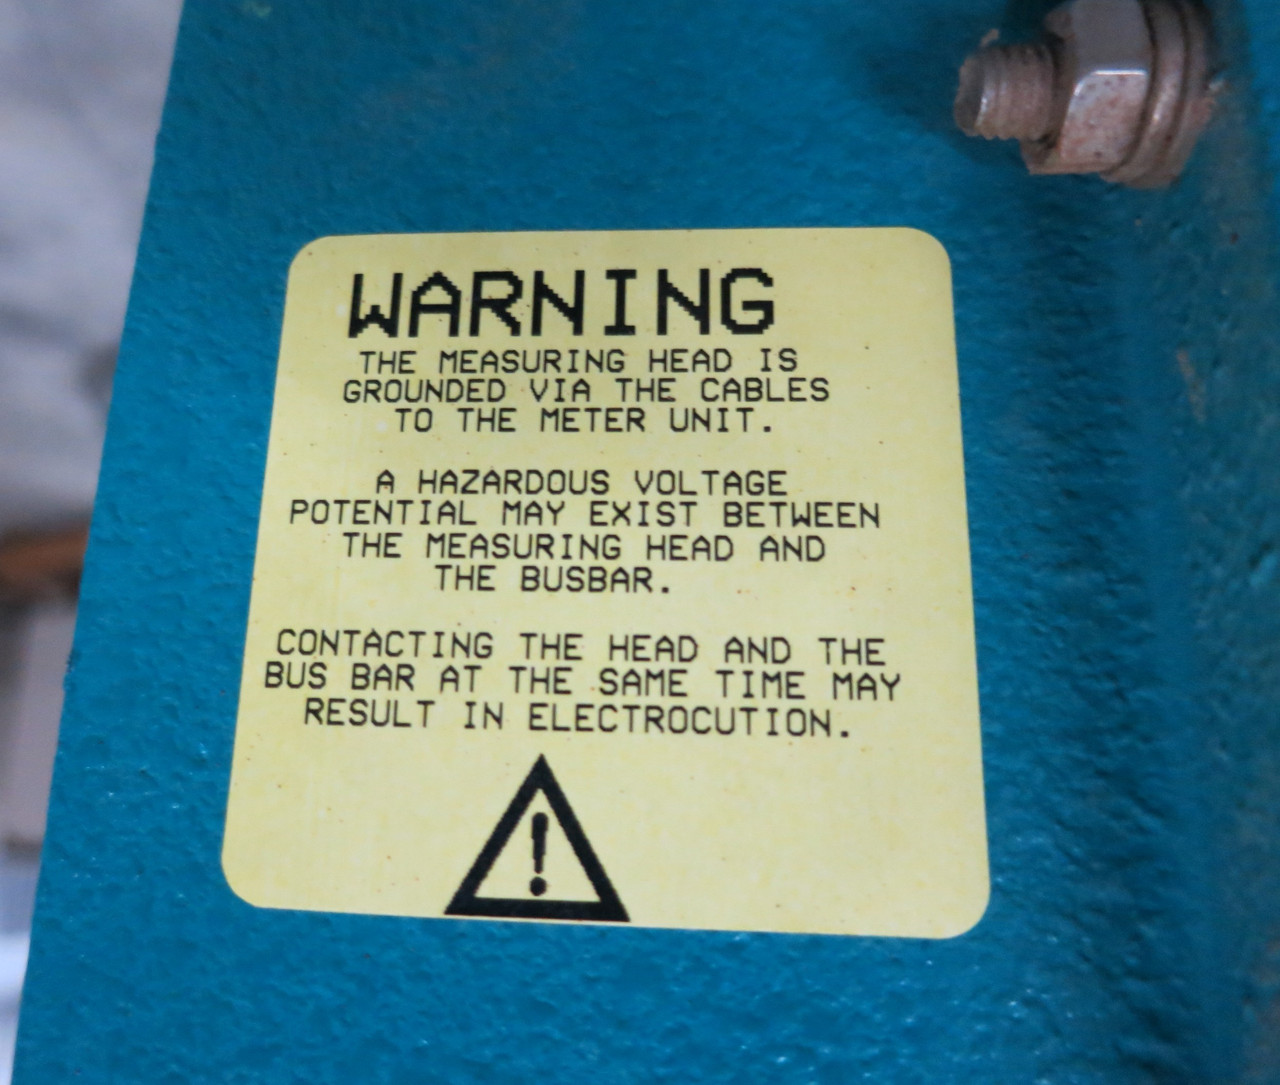 WARNING
THE MEASURING HEAD IS
GROUNDED VIA THE CABLES
TO THE METER UNIT.
A HAZARDOUS VOLTAGE
POTENTIAL MAY EXIST BETWEEN
THE MEASURING HEAD AND
THE BUSBAR.
CONTACTING THE HEAD AND THE
BUS BAR AT THE SAME TIME MAY
RESULT IN ELECTROCUTION.
!